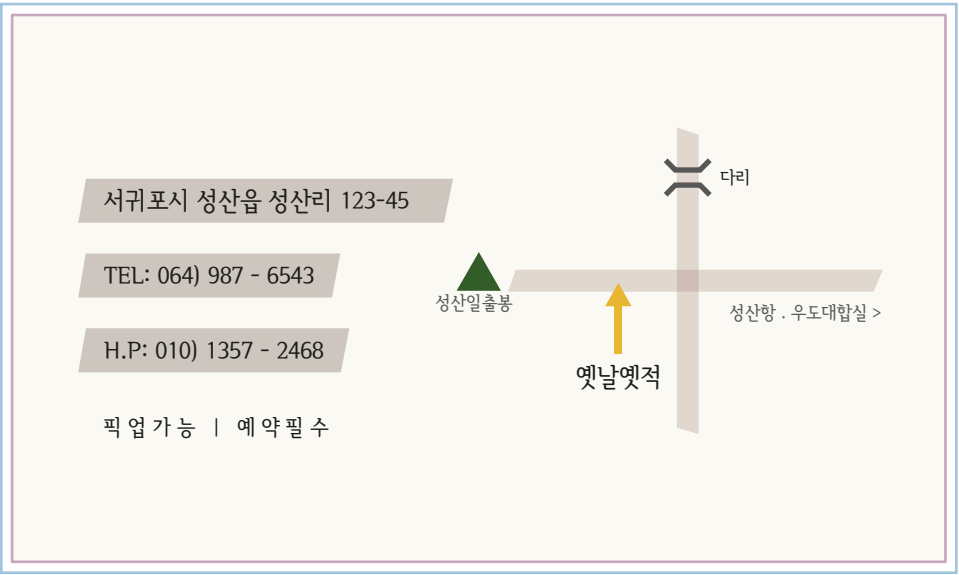 서귀포시 성산읍 성산리 123-45
TEL: 064) 987 - 6543
H.P: 010) 1357 - 2468
픽업가능 | 예약필수
다리
성산일출봉
성산항 . 우도대합실 >
옛날옛적